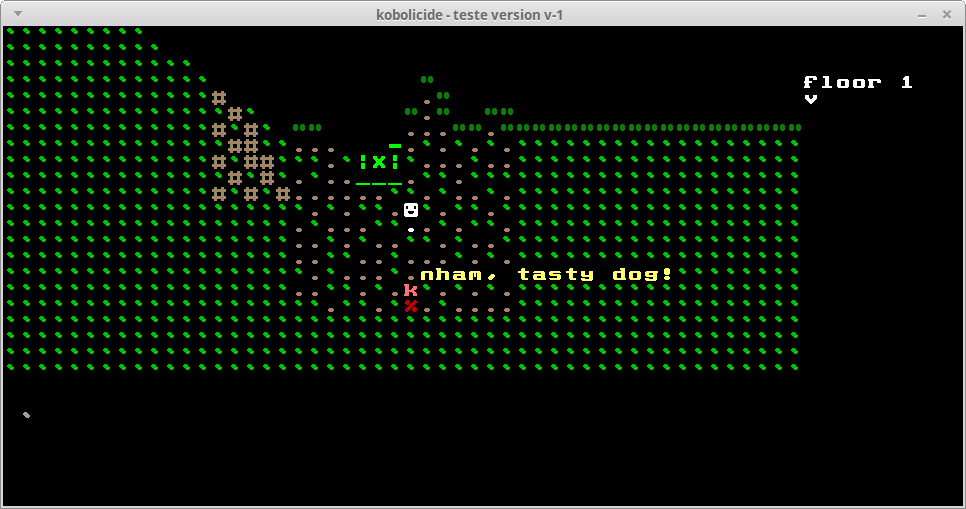 kobolicide - teste version v-1
floor 1
|x|
nham, tasty dog!
k
x